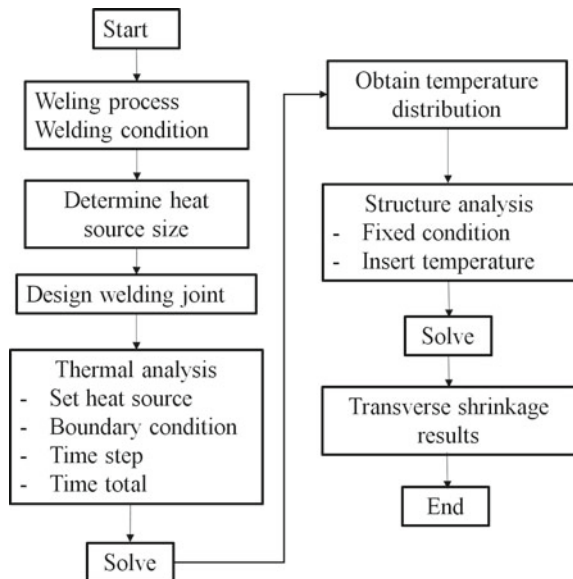 Start
Weling process
Welding condition
Determine heat
source size
Design welding joint
Thermal analysis
- Set heat source
- Boundary condition
- Time step
- Time total
Solve
Obtain temperature
distribution
Structure analysis
- Fixed condition
- Insert temperature
Solve
Transverse shrinkage
results
End